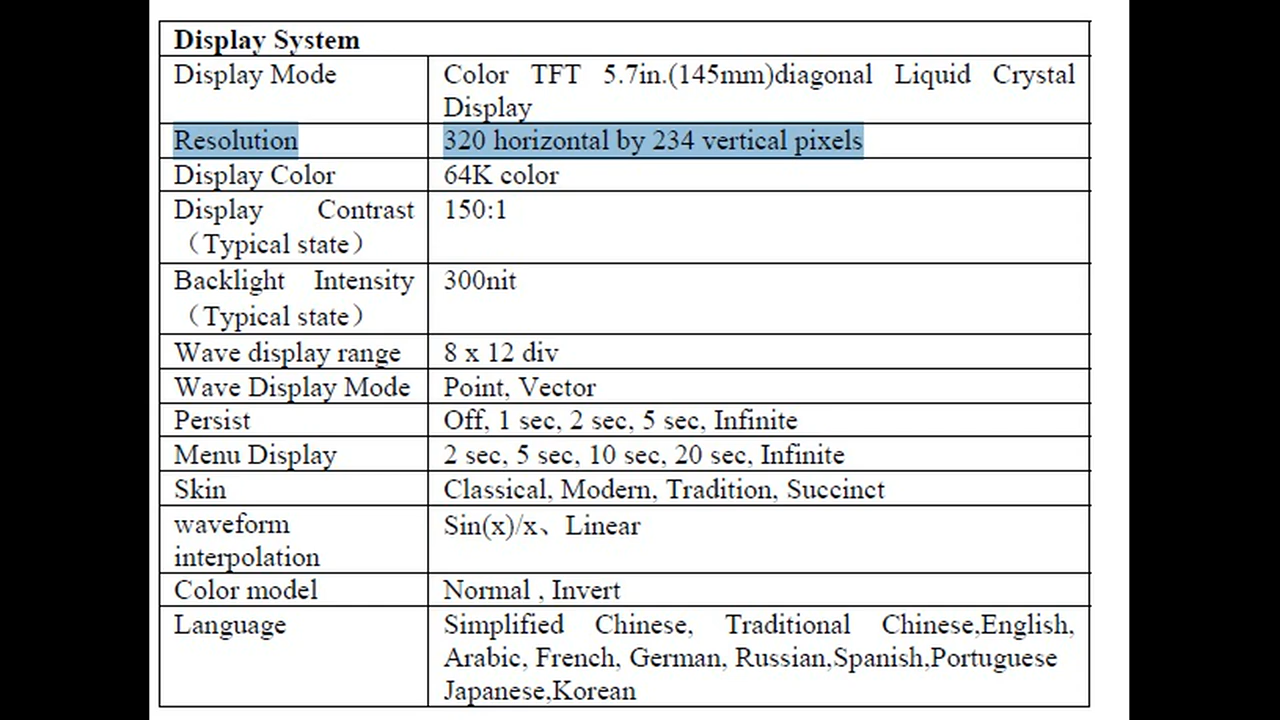 Display System
Display Mode
Color TFT 5.7in.(145mm)diagonal Liquid Crystal
Display
Resolution
320 horizontal by 234 vertical pixels
Display Color
64K color
Display Contrast
（Typical state）
150:1
Backlight Intensity
（Typical state）
300nit
Wave display range
8 x 12 div
Wave Display Mode
Point, Vector
Persist
Off, 1 sec, 2 sec, 5 sec, Infinite
Menu Display
2 sec, 5 sec, 10 sec, 20 sec, Infinite
Skin
Classical, Modern, Tradition, Succinct
waveform
interpolation
Sin(x)/x、Linear
Color model
Normal , Invert
Language
Simplified Chinese, Traditional Chinese,English,
Arabic, French, German, Russian,Spanish,Portuguese
Japanese,Korean